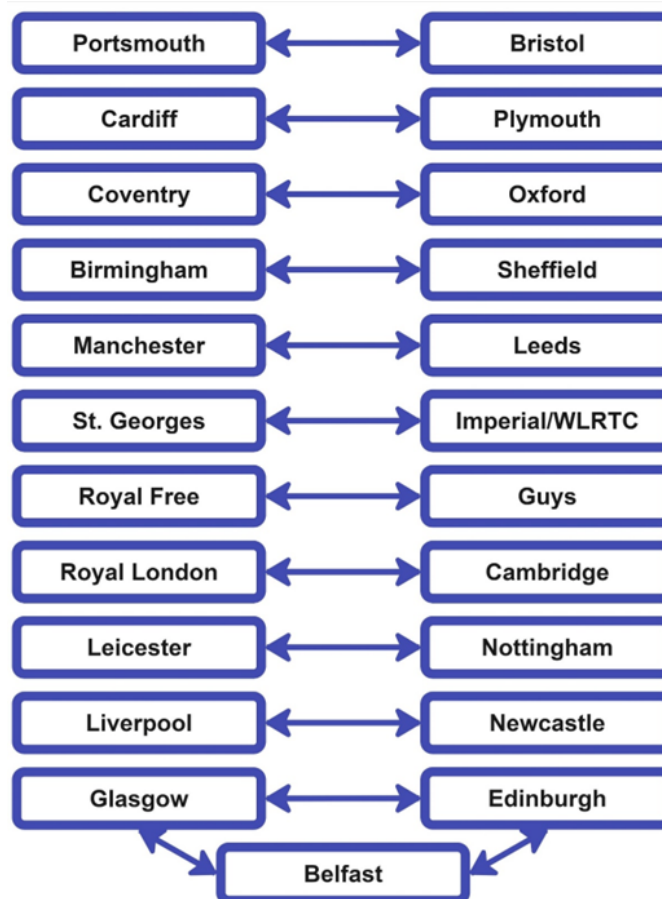 Portsmouth Bristol
Cardiff Plymouth
Coventry Oxford
Birmingham Sheffield
Manchester Leeds
St. Georges Imperial/WLRTC
Royal Free Guys
Royal London Cambridge
Leicester Nottingham
Liverpool Newcastle
Glasgow Edinburgh
Belfast